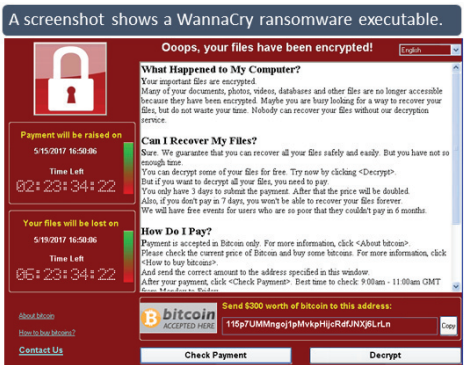 A screenshot shows a WannaCry ransomware executable.
Ooops, your files have been encrypted!
English
What Happened to My Computer?
Your important files are encrypted.
Many of your documents, photos, videos, databases and other files are no longer accessible
because they have been encrypted. Maybe you are busy looking for a way to recover your
files, but do not waste your time. Nobody can recover your files without our decryption
service.
Can I Recover My Files?
Sure. We guarantee that you can recover all your files safely and easily. But you have not so
enough time.
You can decrypt some of your files for free. Try now by clicking <Decrypt>.
But if you want to decrypt all your files, you need to pay.
You only have 3 days to submit the payment. After that the price will be doubled.
Also, if you don't pay in 7 days, you won't be able to recover your files forever.
We will have free events for users who are so poor that they couldn't pay in 6 months.
How Do I Pay?
Payment is accepted in Bitcoin only. For more information, click <About bitcoin>.
Please check the current price of Bitcoin and buy some bitcoins. For more information, click
<How to buy bitcoins>.
And send the correct amount to the address specified in this window.
After your payment, click <Check Payment>. Best time to check: 9:00am - 11:00am GMT
from Monday to Friday.
Payment will be raised on
5/15/2017 16:50:06
Time Left
02:23:34:22
Your files will be lost on
5/19/2017 16:50:06
Time Left
06:23:34:22
About bitcoin
How to buy bitcoins?
Contact Us
bitcoin
ACCEPTED HERE
Send $300 worth of bitcoin to this address:
115p7UMMngoj1pMvkpHijcRdfJNXj6LrLn
Copy
Check Payment
Decrypt